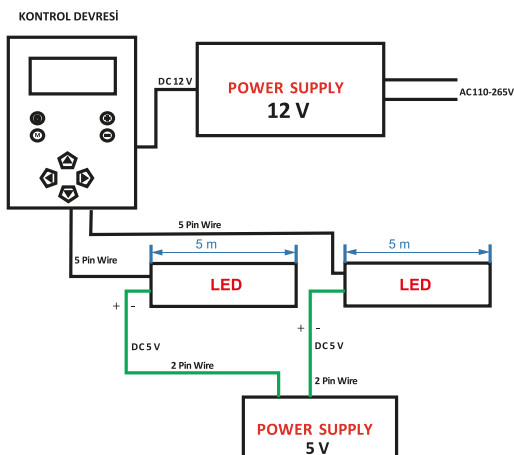 KONTROL DEVRESİ
DC 12 V
POWER SUPPLY
12 V
AC110-265V
M
5 Pin Wire
5 m
5 m
5 Pin Wire
LED
LED
+ -
+ -
DC 5 V
DC 5 V
2 Pin Wire
2 Pin Wire
POWER SUPPLY
5 V